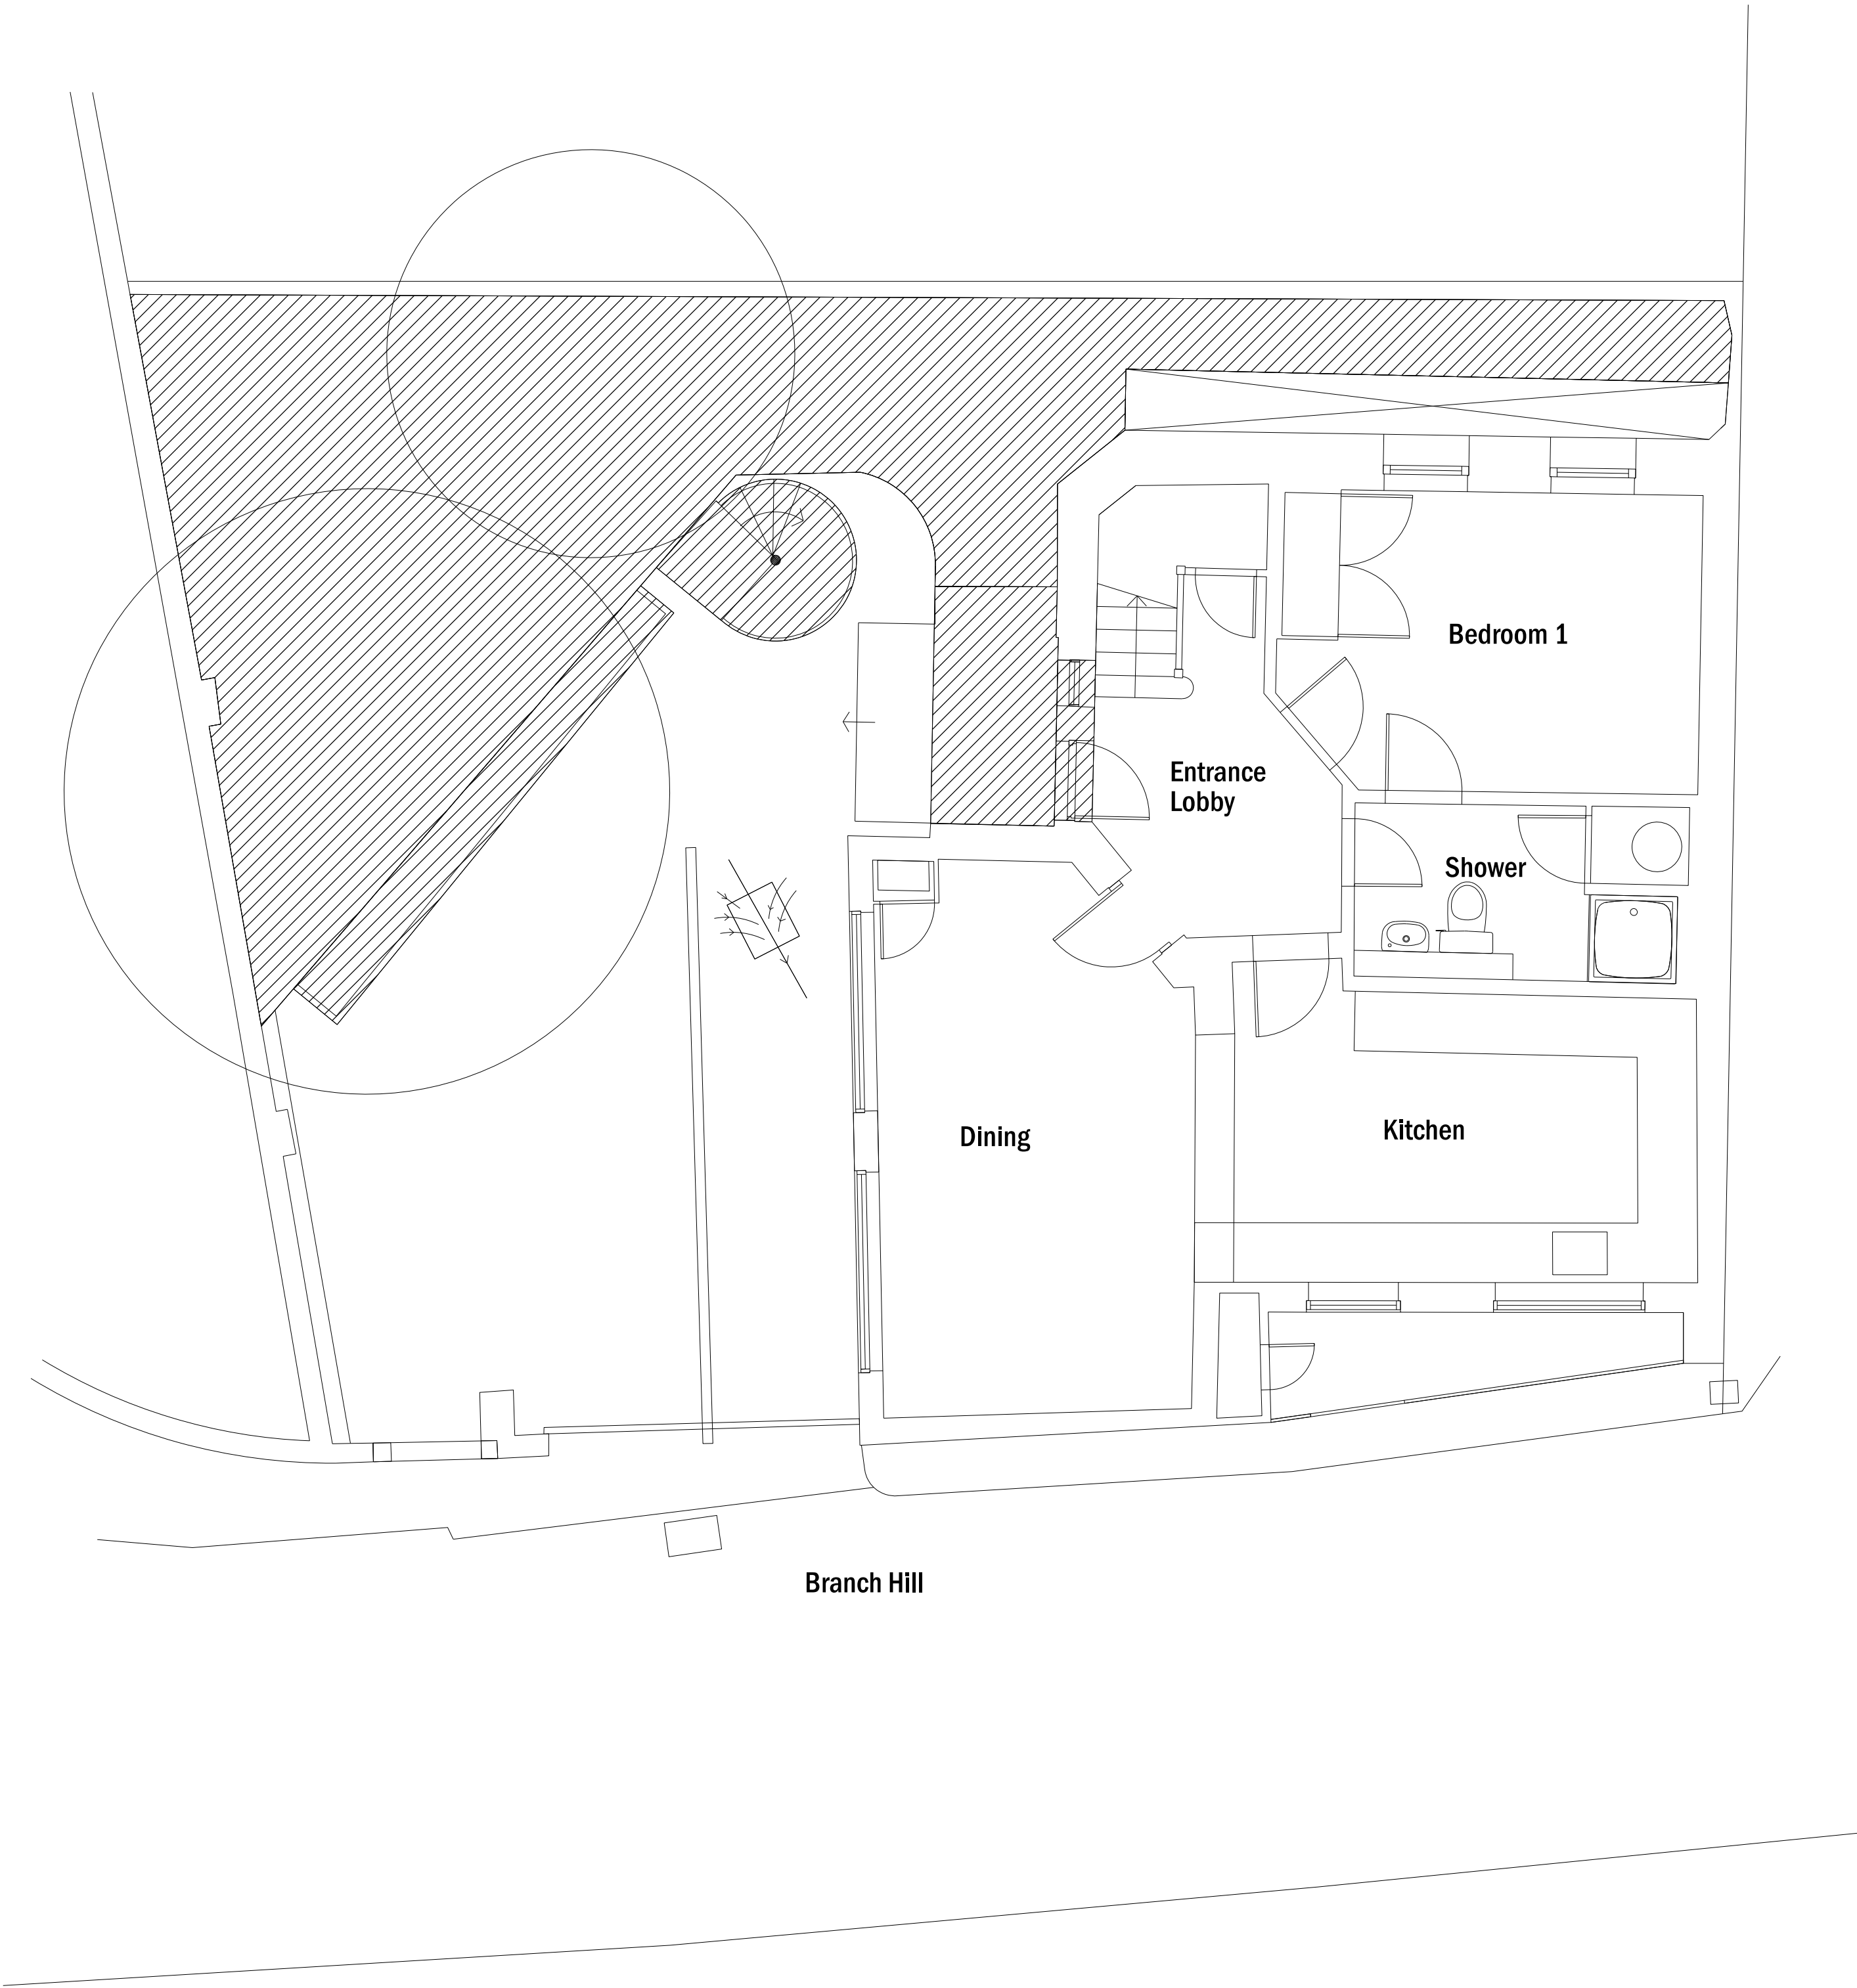 Bedroom 1
Entrance
Lobby
Shower
Dining
Kitchen
Branch Hill